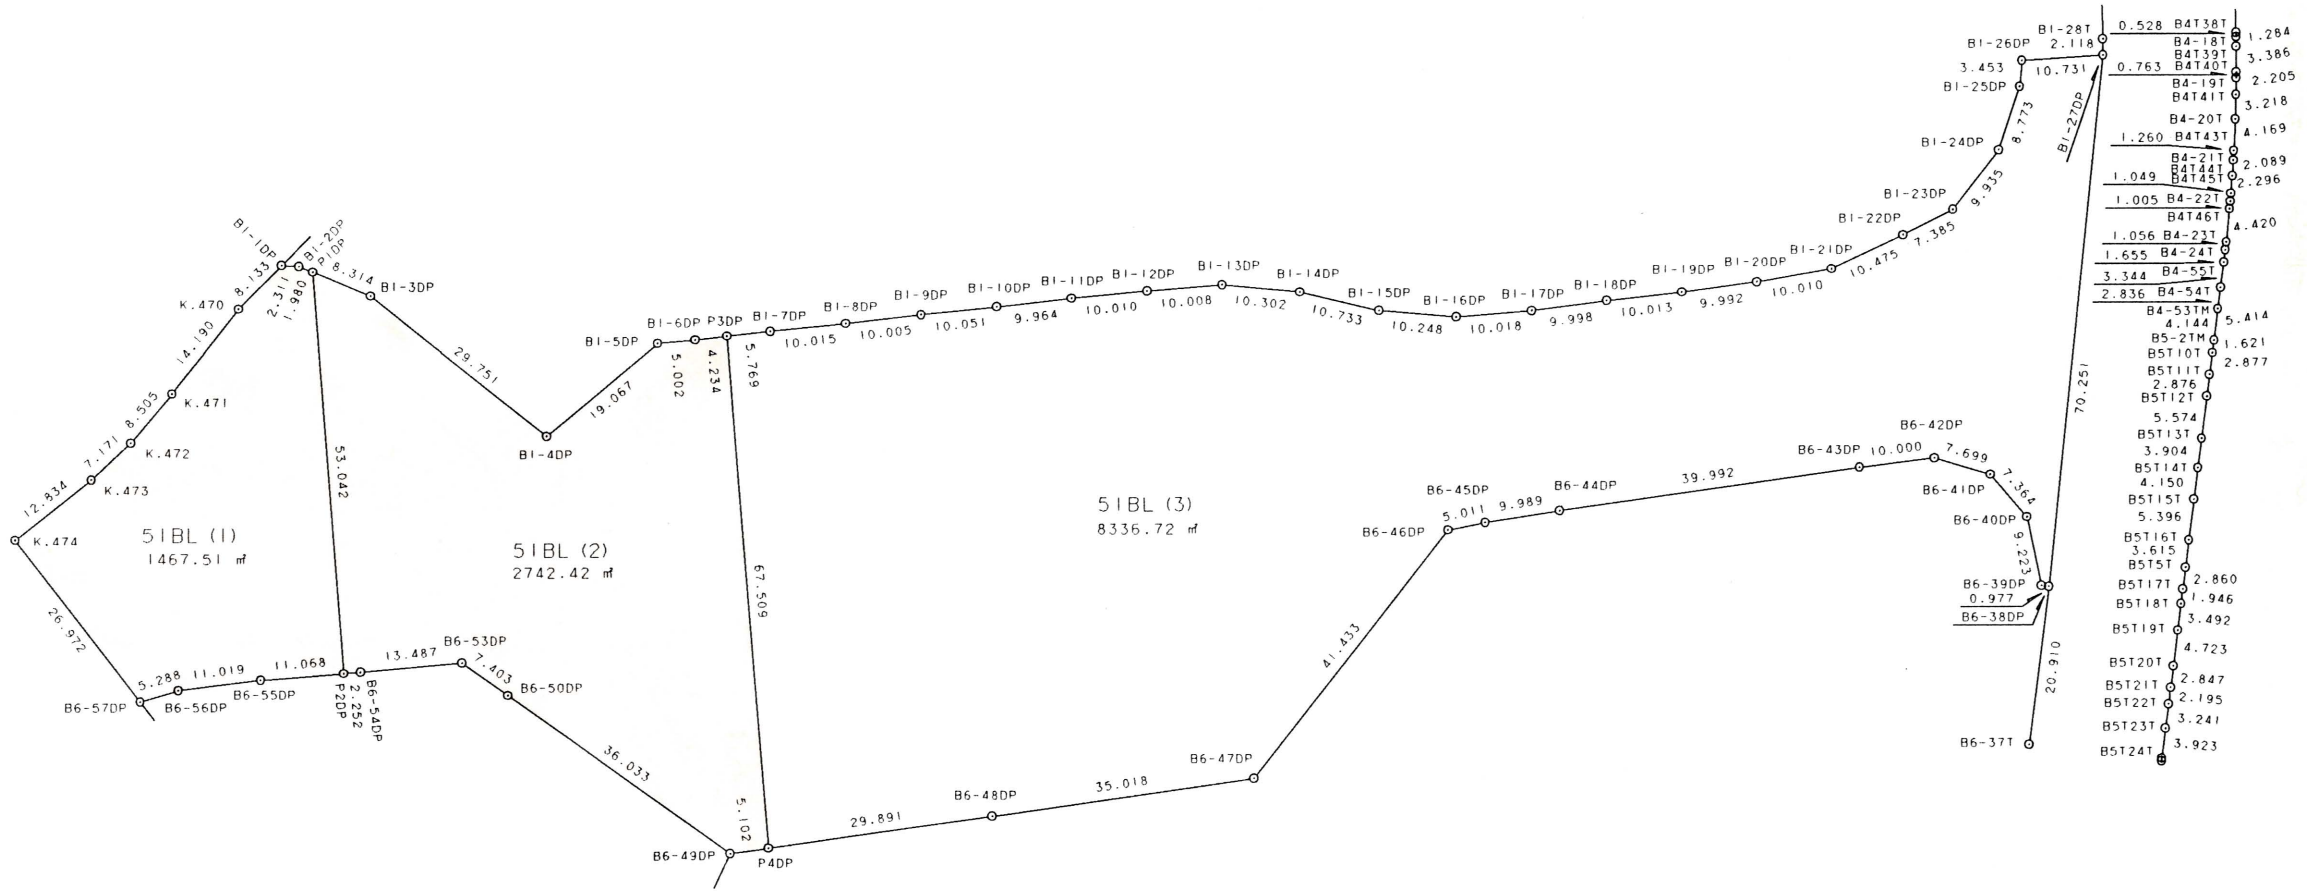 B1-1DP
B1-2DP
P1DP
8.133
2.311
1.980
8.314
B1-3DP
K.470
14.190
K.471
8.505
K.472
7.171
K.473
12.834
K.474
26.972
51BL (1)
1467.51 ㎡
53.042
29.751
B1-4DP
19.067
B1-5DP
B1-6DP
P3DP
B1-7DP
5.002
4.234
5.769
B1-8DP
10.015
B1-9DP
10.005
B1-10DP
10.051
B1-11DP
9.964
B1-12DP
10.010
B1-13DP
10.008
B1-14DP
10.302
B1-15DP
10.733
B1-16DP
10.248
B1-17DP
10.018
B1-18DP
9.998
B1-19DP
10.013
B1-20DP
9.992
B1-21DP
10.010
B1-22DP
10.475
B1-23DP
7.385
B1-24DP
9.935
B1-25DP
8.773
B1-26DP
3.453
10.731
B1-28T
2.118
B1-27DP
70.251
51BL (2)
2742.42 ㎡
67.509
51BL (3)
8336.72 ㎡
B6-57DP
5.288
B6-56DP
11.019
B6-55DP
11.068
P2DP
2.252
B6-54DP
13.487
B6-53DP
7.403
B6-50DP
36.033
B6-49DP
5.102
P4DP
29.891
B6-48DP
35.018
B6-47DP
41.433
B6-46DP
5.011
B6-45DP
9.989
B6-44DP
39.992
B6-43DP
10.000
B6-42DP
7.699
B6-41DP
7.364
B6-40DP
9.223
B6-39DP
0.977
B6-38DP
20.910
B6-37T
0.528 B4T38T
1.284
B4-18T
B4T39T
3.386
0.763 B4T40T
2.205
B4-19T
B4T41T
3.218
B4-20T
4.169
1.260 B4T43T
B4-21T
2.089
B4T44T
1.049 B4T45T
2.296
1.005 B4-22T
B4T46T
4.420
1.056 B4-23T
1.655 B4-24T
3.344 B4-55T
2.836 B4-54T
B4-53TM
4.144
5.414
B5-2TM
1.621
B5T10T
2.877
B5T11T
2.876
B5T12T
5.574
B5T13T
3.904
B5T14T
4.150
B5T15T
5.396
B5T16T
3.615
B5T5T
B5T17T
2.860
B5T18T
1.946
3.492
B5T19T
4.723
B5T20T
2.847
B5T21T
2.195
B5T22T
3.241
B5T23T
3.923
B5T24T